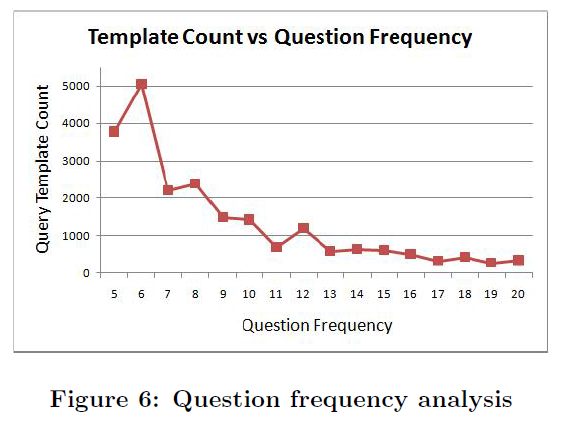 Template Count vs Question Frequency
Query Template Count
5000
4000
3000
2000
1000
0
5 6 7 8 9 10 11 12 13 14 15 16 17 18 19 20
Question Frequency
Figure 6: Question frequency analysis